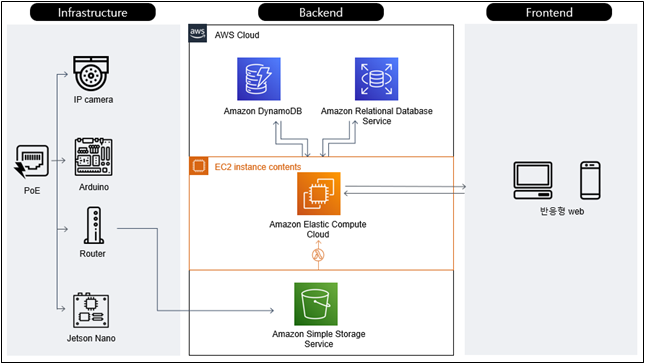 Infrastructure
Backend
Frontend
aws
AWS Cloud
IP camera
Amazon DynamoDB
Amazon Relational Database
Service
PoE
Arduino
EC2 instance contents
Amazon Elastic Compute
Cloud
반응형 web
Router
Jetson Nano
Amazon Simple Storage
Service